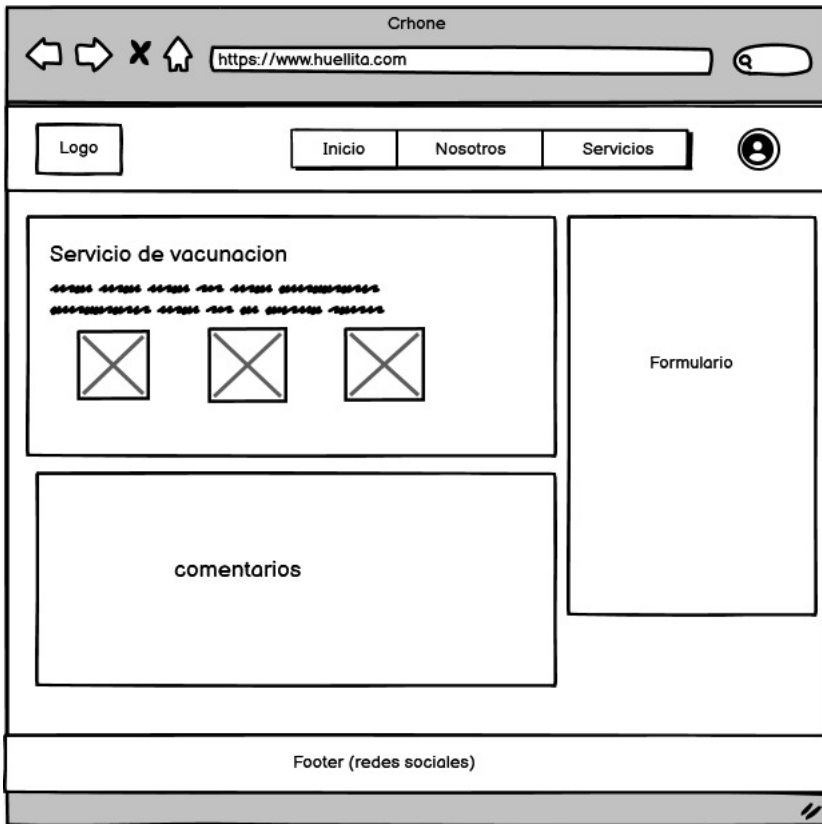 Crhone
https://www.huellita.com
Logo
Inicio
Nosotros
Servicios
Servicio de vacunacion
Formulario
comentarios
Footer (redes sociales)